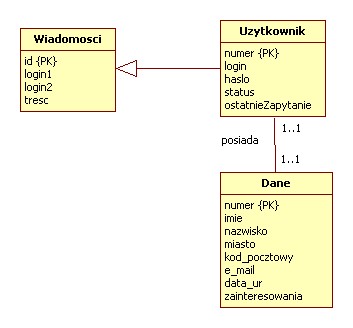 Wiadomosci
id {PK}
login1
login2
tresc
Uzytkownik
numer {PK}
login
haslo
status
ostatnieZapytanie
1..1
posiada
1..1
Dane
numer {PK}
imie
nazwisko
miasto
kod_pocztowy
e_mail
data_ur
zainteresowania